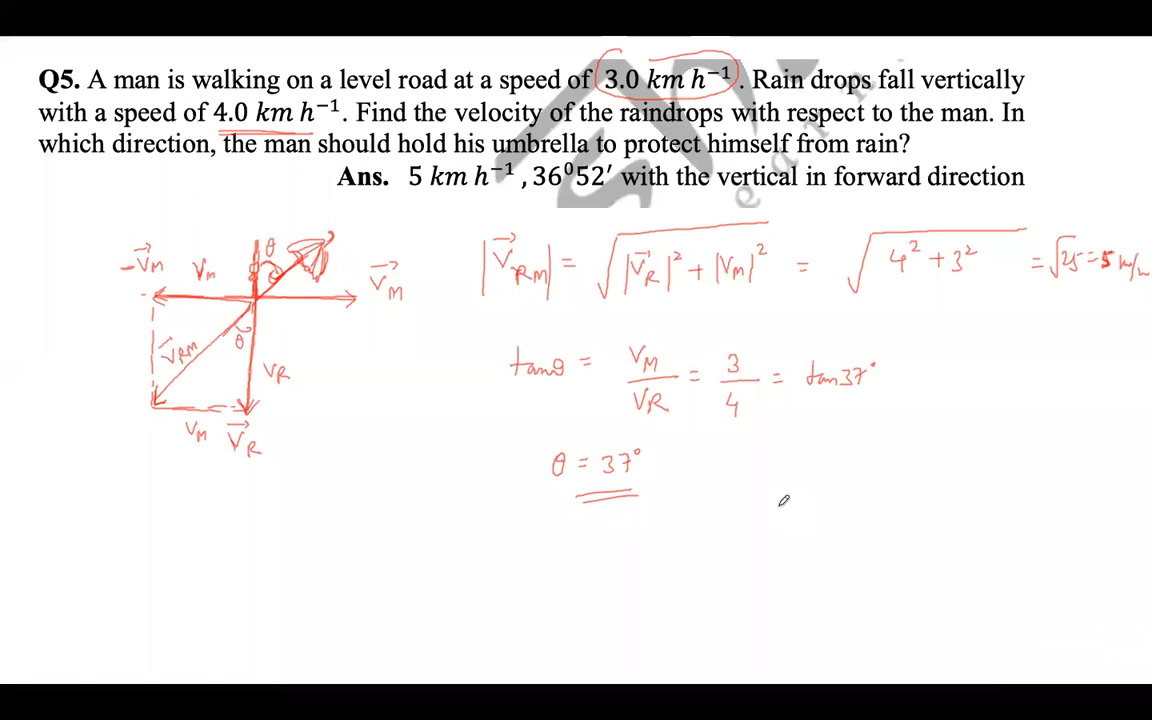 Q5. A man is walking on a level road at a speed of 3.0 km h⁻¹. Rain drops fall vertically
with a speed of 4.0 km h⁻¹. Find the velocity of the raindrops with respect to the man. In
which direction, the man should hold his umbrella to protect himself from rain?
Ans. 5 km h⁻¹ , 36⁰52′ with the vertical in forward direction
e a r n
θ
-V⃗M Vm V⃗M
V⃗RM θ VR
VM V⃗R
|V⃗RM| = √|V⃗R|² + |VM|² = √4² + 3² = √25 = 5 km/h
tanθ = VM/VR = 3/4 = tan37°
θ = 37°